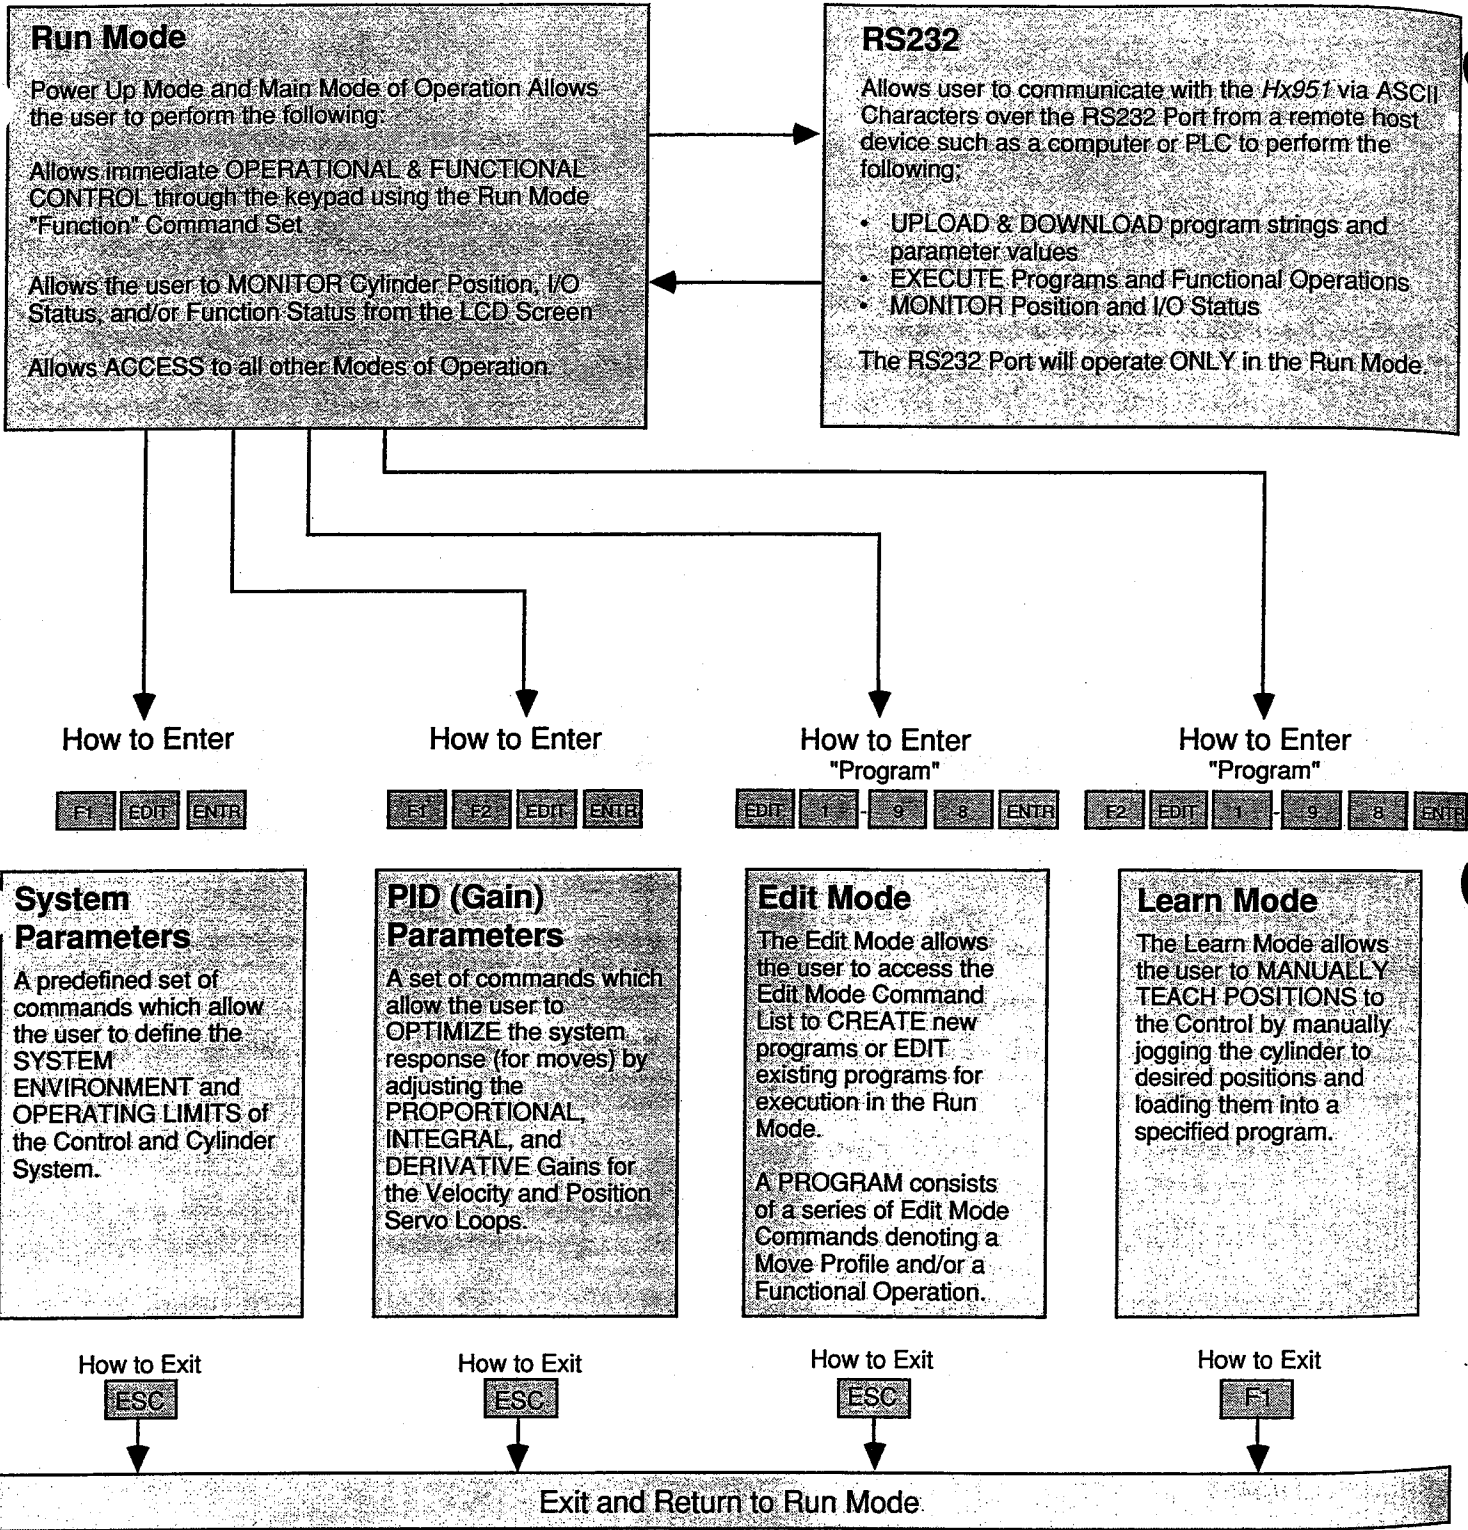 Run Mode
Power Up Mode and Main Mode of Operation Allows
the user to perform the following:
Allows immediate OPERATIONAL & FUNCTIONAL
CONTROL through the keypad using the Run Mode
"Function" Command Set
Allows the user to MONITOR Cylinder Position, I/O
Status, and/or Function Status from the LCD Screen
Allows ACCESS to all other Modes of Operation.
RS232
Allows user to communicate with the Hx951 via ASCII
Characters over the RS232 Port from a remote host
device such as a computer or PLC to perform the
following;
• UPLOAD & DOWNLOAD program strings and
parameter values
• EXECUTE Programs and Functional Operations
• MONITOR Position and I/O Status
The RS232 Port will operate ONLY in the Run Mode.
How to Enter
F1 EDIT ENTR
System
Parameters
A predefined set of
commands which allow
the user to define the
SYSTEM
ENVIRONMENT and
OPERATING LIMITS of
the Control and Cylinder
System.
How to Exit
ESC
How to Enter
F1 F2 EDIT ENTR
PID (Gain)
Parameters
A set of commands which
allow the user to
OPTIMIZE the system
response (for moves) by
adjusting the
PROPORTIONAL,
INTEGRAL, and
DERIVATIVE Gains for
the Velocity and Position
Servo Loops.
How to Exit
ESC
How to Enter
"Program"
EDIT 1 - 9 8 ENTR
Edit Mode
The Edit Mode allows
the user to access the
Edit Mode Command
List to CREATE new
programs or EDIT
existing programs for
execution in the Run
Mode.
A PROGRAM consists
of a series of Edit Mode
Commands denoting a
Move Profile and/or a
Functional Operation.
How to Exit
ESC
How to Enter
"Program"
F2 EDIT 1 - 9 8 ENTR
Learn Mode
The Learn Mode allows
the user to MANUALLY
TEACH POSITIONS to
the Control by manually
jogging the cylinder to
desired positions and
loading them into a
specified program.
How to Exit
F1
Exit and Return to Run Mode